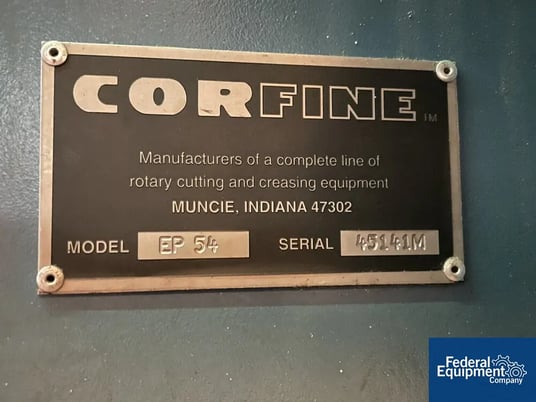 CORFINE TM
Manufacturers of a complete line of
rotary cutting and creasing equipment
MUNCIE, INDIANA 47302
MODEL EP 54 SERIAL 45141M
Federal
Equipment
Company